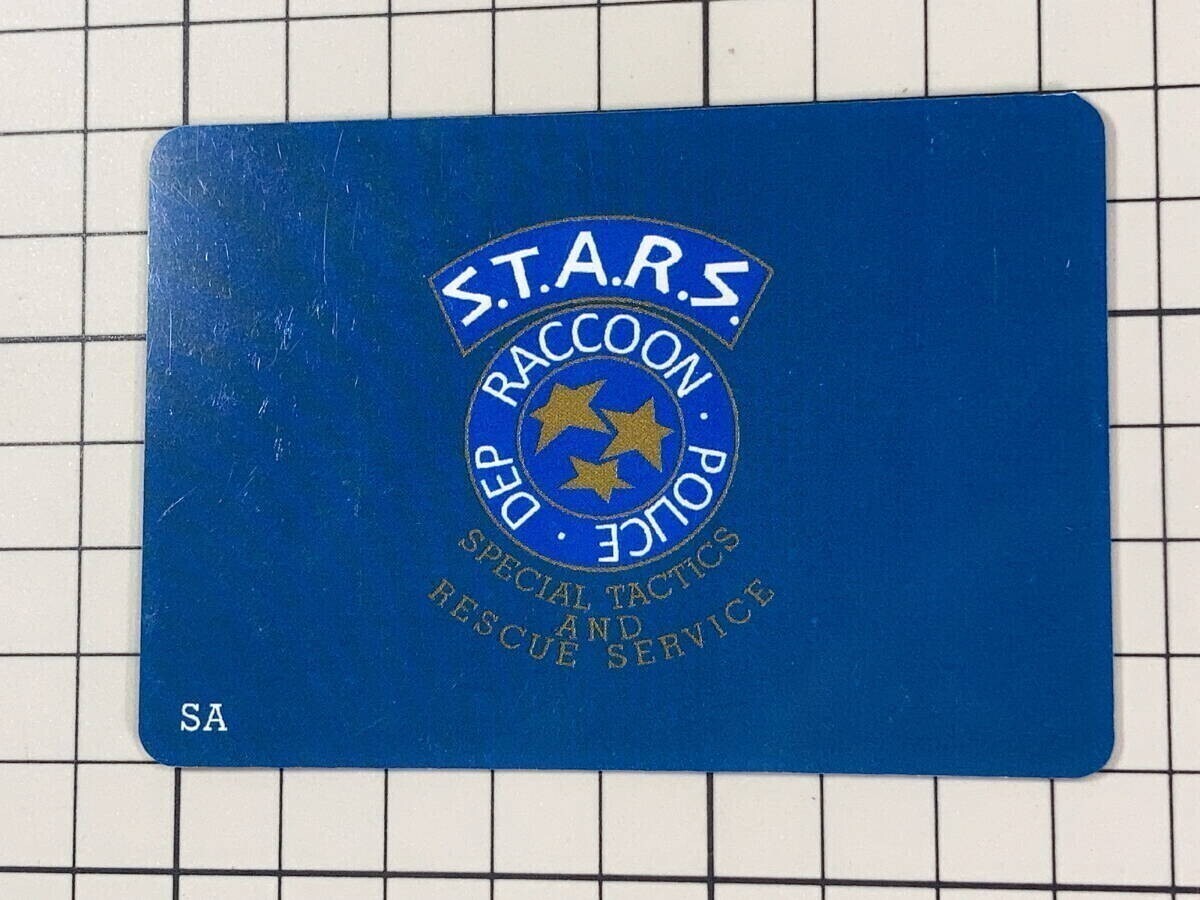 S.T.A.R.S.
RACCOON · POLICE · DEP
SPECIAL TACTICS
AND
RESCUE SERVICE
SA